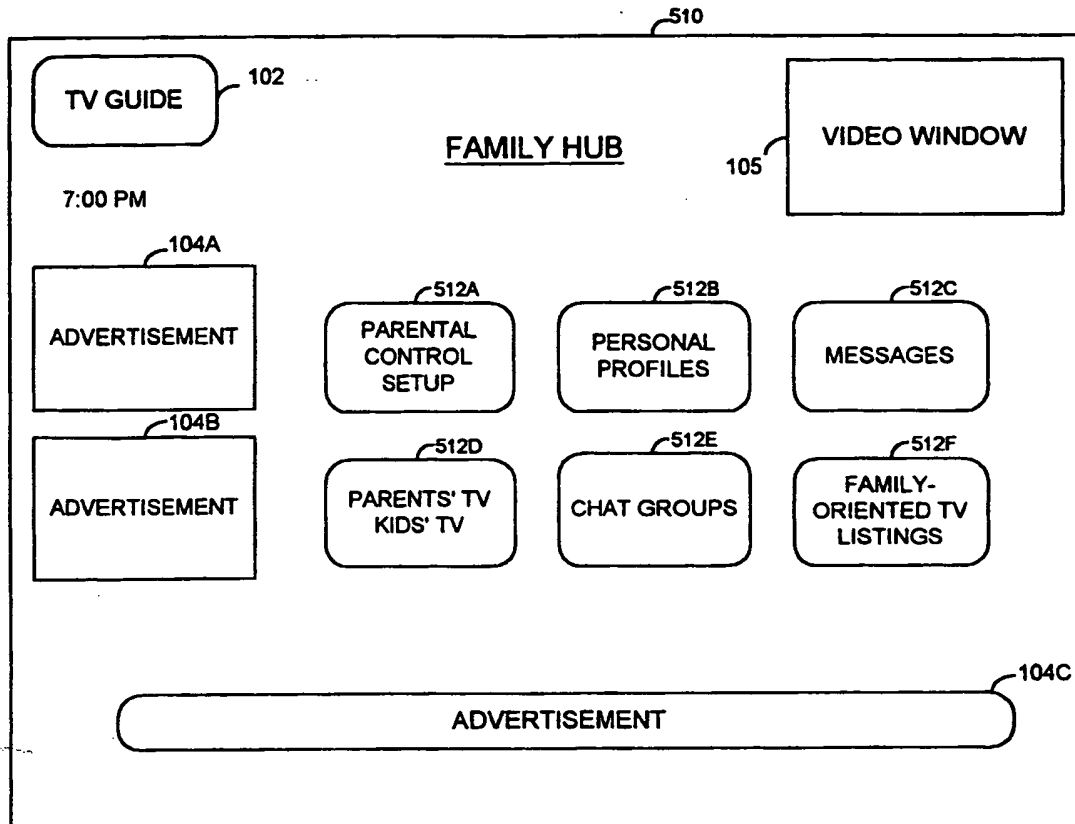 510
TV GUIDE
102
FAMILY HUB
VIDEO WINDOW
105
7:00 PM
104A
ADVERTISEMENT
512A
PARENTAL
CONTROL
SETUP
512B
PERSONAL
PROFILES
512C
MESSAGES
104B
ADVERTISEMENT
512D
PARENTS' TV
KIDS' TV
512E
CHAT GROUPS
512F
FAMILY-
ORIENTED TV
LISTINGS
104C
ADVERTISEMENT